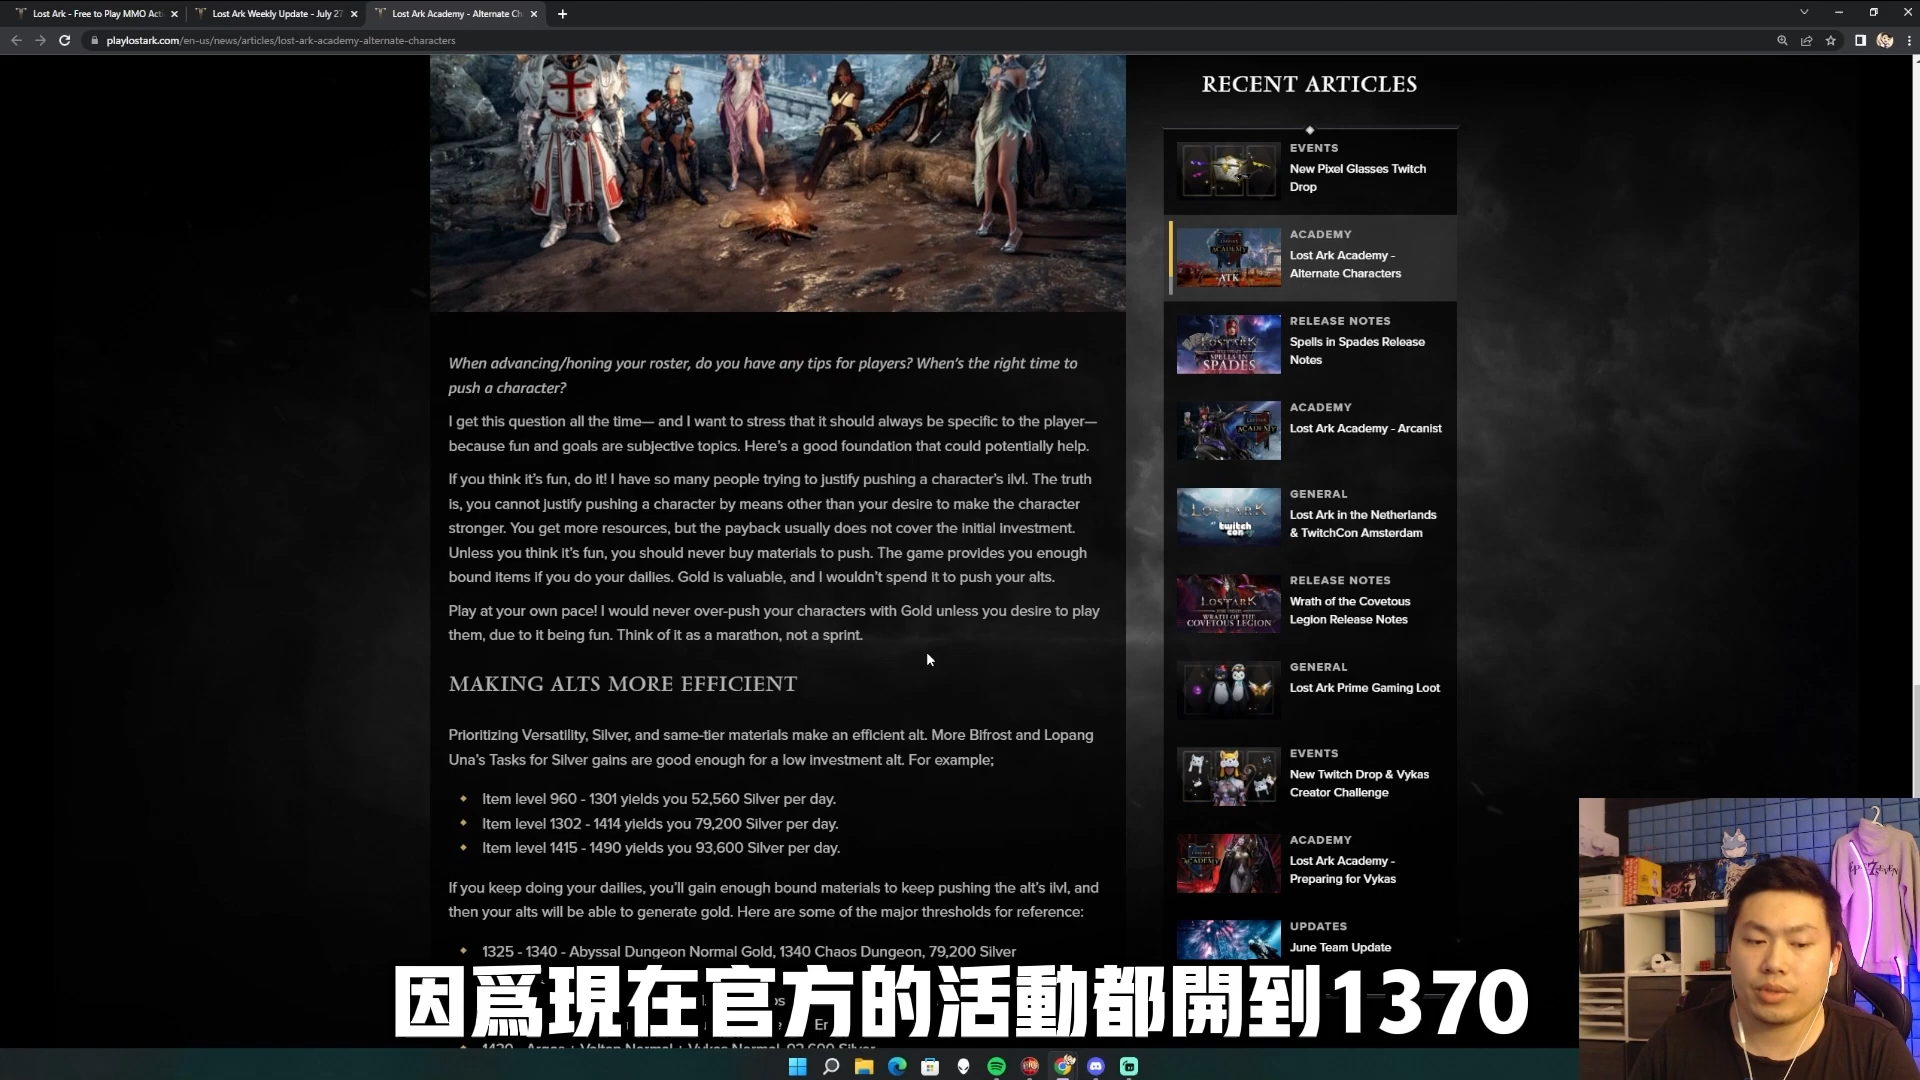 Lost Ark - Free to Play MMO Acti
Lost Ark Weekly Update - July 27
Lost Ark Academy - Alternate Ch
playlostark.com/en-us/news/articles/lost-ark-academy-alternate-characters
When advancing/honing your roster, do you have any tips for players? When's the right time to
push a character?
I get this question all the time— and I want to stress that it should always be specific to the player—
because fun and goals are subjective topics. Here's a good foundation that could potentially help.
If you think it's fun, do it! I have so many people trying to justify pushing a character's ilvl. The truth
is, you cannot justify pushing a character by means other than your desire to make the character
stronger. You get more resources, but the payback usually does not cover the initial investment.
Unless you think it's fun, you should never buy materials to push. The game provides you enough
bound items if you do your dailies. Gold is valuable, and I wouldn't spend it to push your alts.
Play at your own pace! I would never over-push your characters with Gold unless you desire to play
them, due to it being fun. Think of it as a marathon, not a sprint.
MAKING ALTS MORE EFFICIENT
Prioritizing Versatility, Silver, and same-tier materials make an efficient alt. More Bifrost and Lopang
Una's Tasks for Silver gains are good enough for a low investment alt. For example;
Item level 960 - 1301 yields you 52,560 Silver per day.
Item level 1302 - 1414 yields you 79,200 Silver per day.
Item level 1415 - 1490 yields you 93,600 Silver per day.
If you keep doing your dailies, you'll gain enough bound materials to keep pushing the alt's ilvl, and
then your alts will be able to generate gold. Here are some of the major thresholds for reference:
1325 - 1340 - Abyssal Dungeon Normal Gold, 1340 Chaos Dungeon, 79,200 Silver
因爲現在官方的活動都開到1370
RECENT ARTICLES
EVENTS
New Pixel Glasses Twitch
Drop
ACADEMY
Lost Ark Academy -
Alternate Characters
RELEASE NOTES
Spells in Spades Release
Notes
ACADEMY
Lost Ark Academy - Arcanist
GENERAL
Lost Ark in the Netherlands
& TwitchCon Amsterdam
RELEASE NOTES
Wrath of the Covetous
Legion Release Notes
GENERAL
Lost Ark Prime Gaming Loot
EVENTS
New Twitch Drop & Vykas
Creator Challenge
ACADEMY
Lost Ark Academy -
Preparing for Vykas
UPDATES
June Team Update